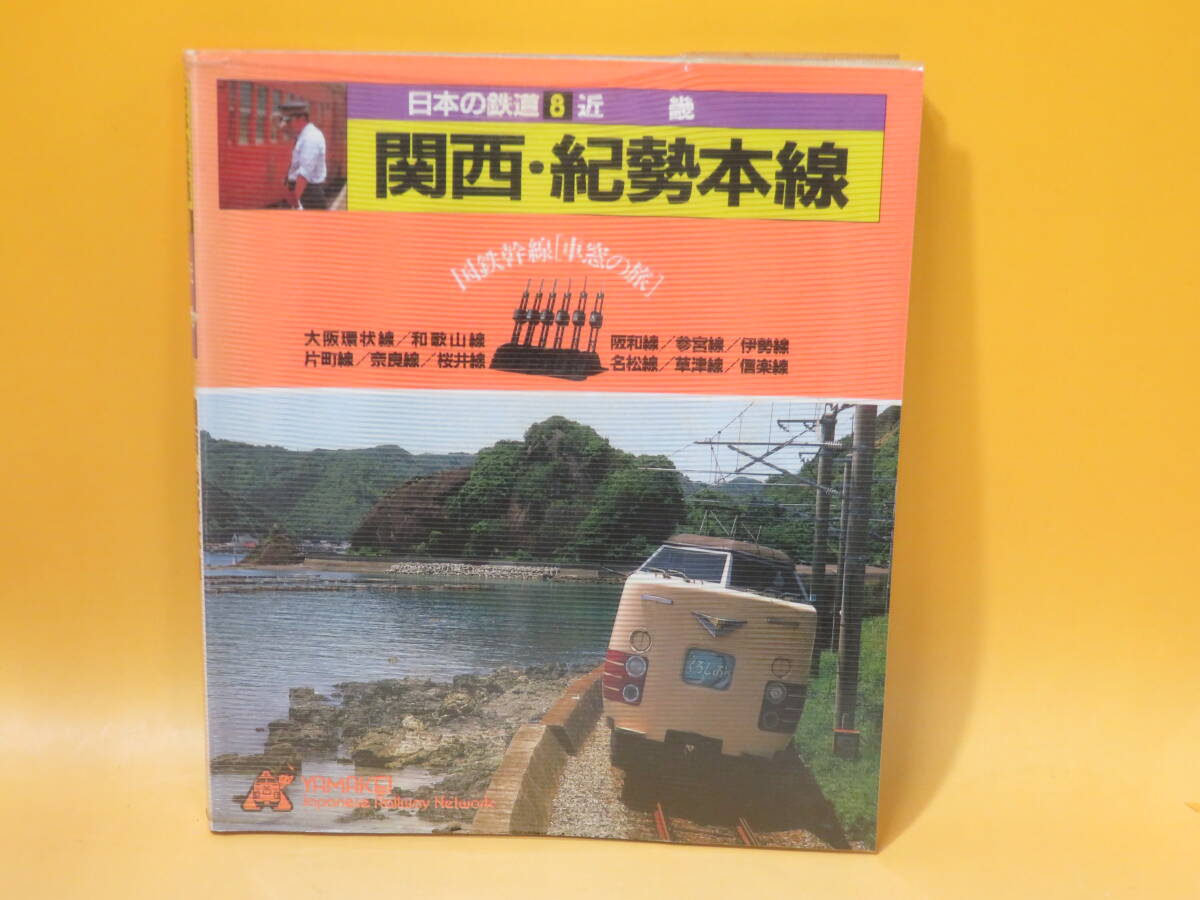 日本の鉄道8近畿
関西・紀勢本線
国鉄幹線[車窓の旅]
大阪環状線／和歌山線
片町線／奈良線／桜井線
阪和線／参宮線／伊勢線
名松線／草津線／信楽線
くろしお
YAMAKEI
Japanese Railway Network